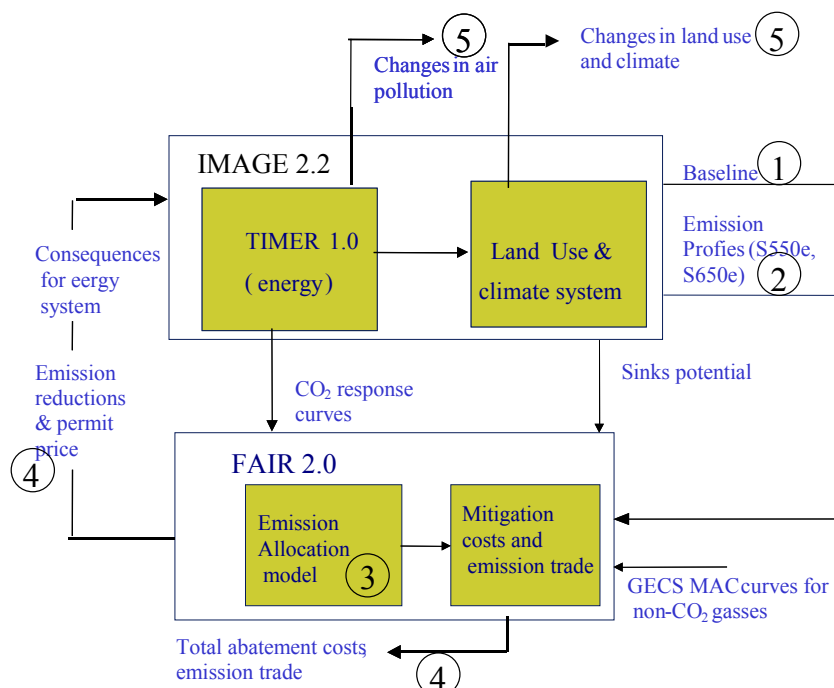 5
Changes in air
pollution
Changes in land use
and climate
5
IMAGE 2.2
TIMER 1.0
( energy)
Land Use &
climate system
Baseline
1
Emission
Profies (S550e,
S650e)
2
Consequences
for eergy
system
Emission
reductions
& permit
price
4
CO₂ response
curves
Sinks potential
FAIR 2.0
Emission
Allocation
model
3
Mitigation
costs and
emission trade
GECS MAC curves for
non-CO₂ gasses
Total abatement costs,
emission trade
4